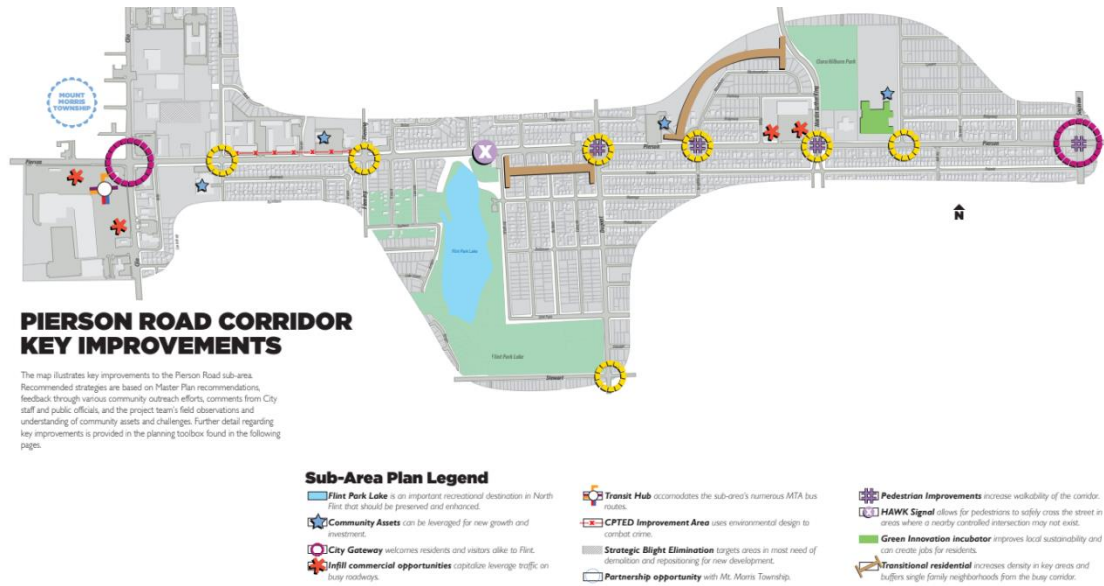 MOUNT
MORRIS
TOWNSHIP
Clara Hilborn Park
Pierson
Pierson
Pierson
Flint Park Lake
Flint Park Lake
Stewart
N
PIERSON ROAD CORRIDOR
KEY IMPROVEMENTS
The map illustrates key improvements to the Pierson Road sub-area.
Recommended strategies are based on Master Plan recommendations,
feedback through various community outreach efforts, comments from City
staff and public officials, and the project team's field observations and
understanding of community assets and challenges. Further detail regarding
key improvements is provided in the planning toolbox found in the following
pages.
Sub-Area Plan Legend
Flint Park Lake is an important recreational destination in North
Flint that should be preserved and enhanced.
Community Assets can be leveraged for new growth and
investment.
City Gateway welcomes residents and visitors alike to Flint.
Infill commercial opportunities capitalize leverage traffic on
busy roadways.
Transit Hub accomodates the sub-area's numerous MTA bus
routes.
CPTED Improvement Area uses environmental design to
combat crime.
Strategic Blight Elimination targets areas in most need of
demolition and repositioning for new development.
Partnership opportunity with Mt. Morris Township.
Pedestrian Improvements increase walkability of the corridor.
HAWK Signal allows for pedestrians to safely cross the street in
areas where a nearby controlled intersection may not exist.
Green Innovation incubator improves local sustainability and
can create jobs for residents.
Transitional residential increases density in key areas and
buffers single family neighborhoods from the busy corridor.